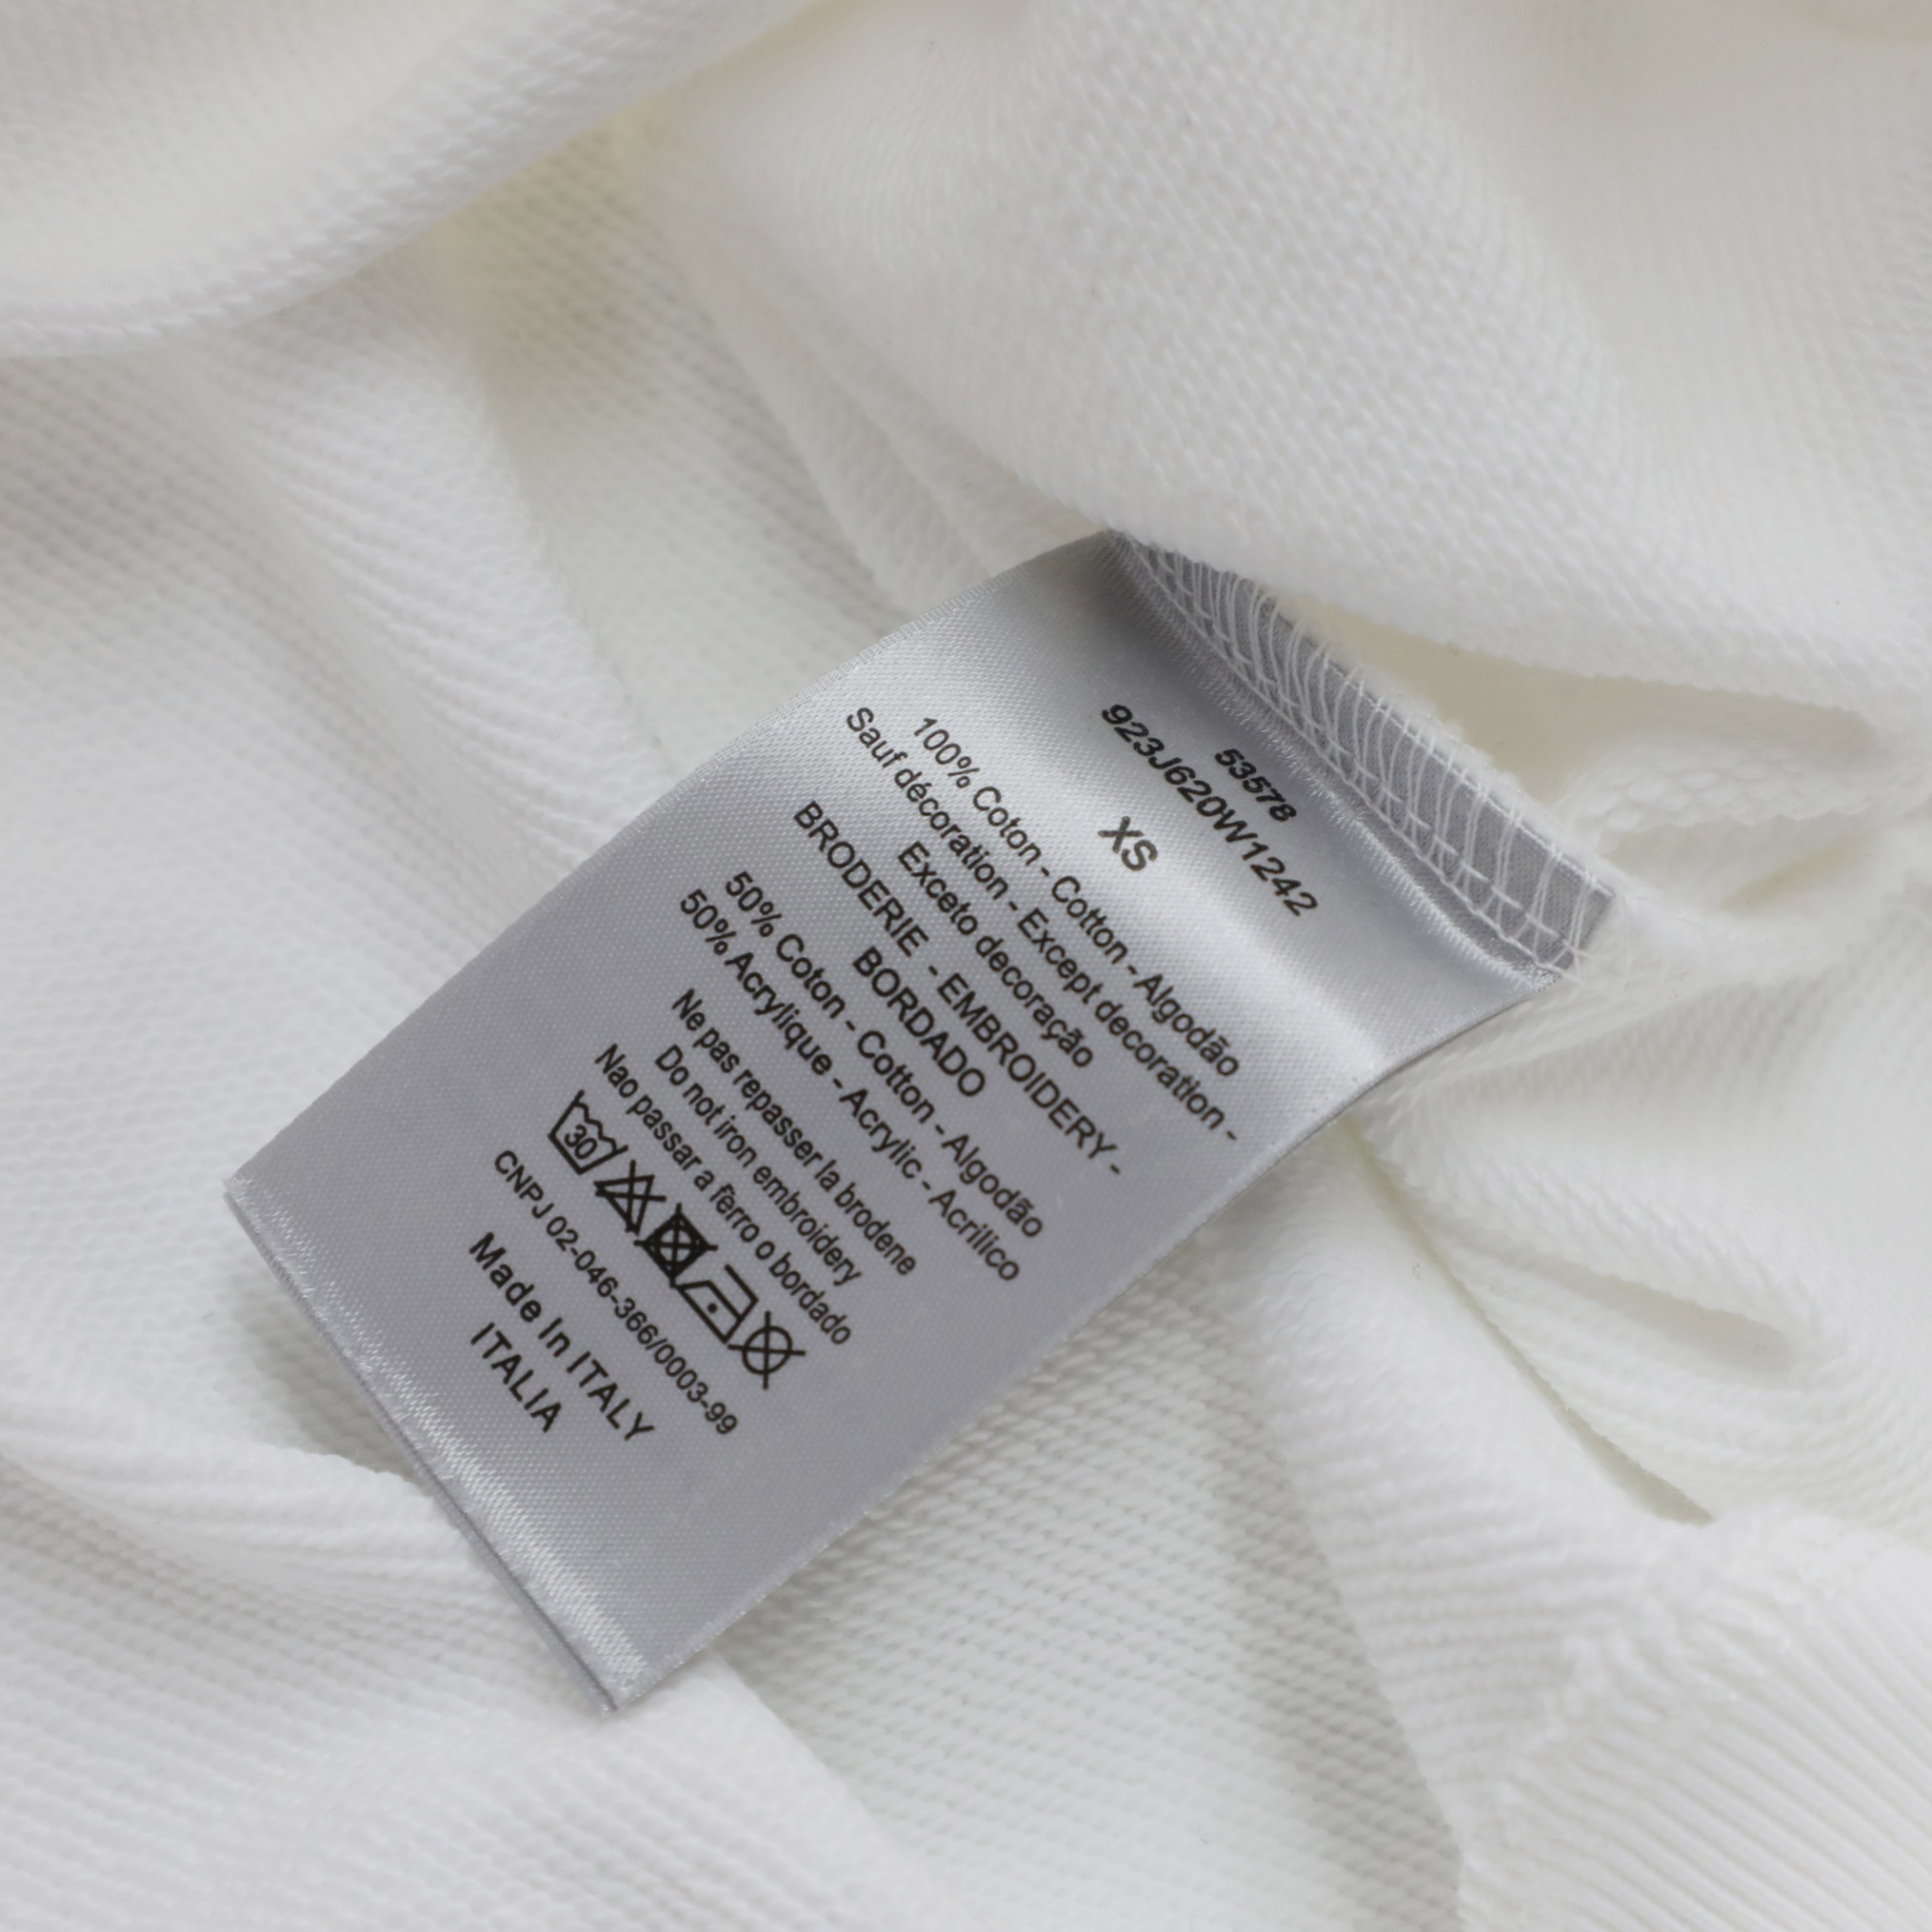 53578
923J620W1242
XS
100% Coton - Cotton - Algodão
Sauf décoration - Except decoration -
Exceto decoração
BRODERIE - EMBROIDERY -
BORDADO
50% Coton - Cotton - Algodão
50% Acrylique - Acrylic - Acrilico
Ne pas repasser la brodene
Do not iron embroidery
Nao passar a ferro o bordado
30
CNPJ 02-046-366/0003-99
Made In ITALY
ITALIA